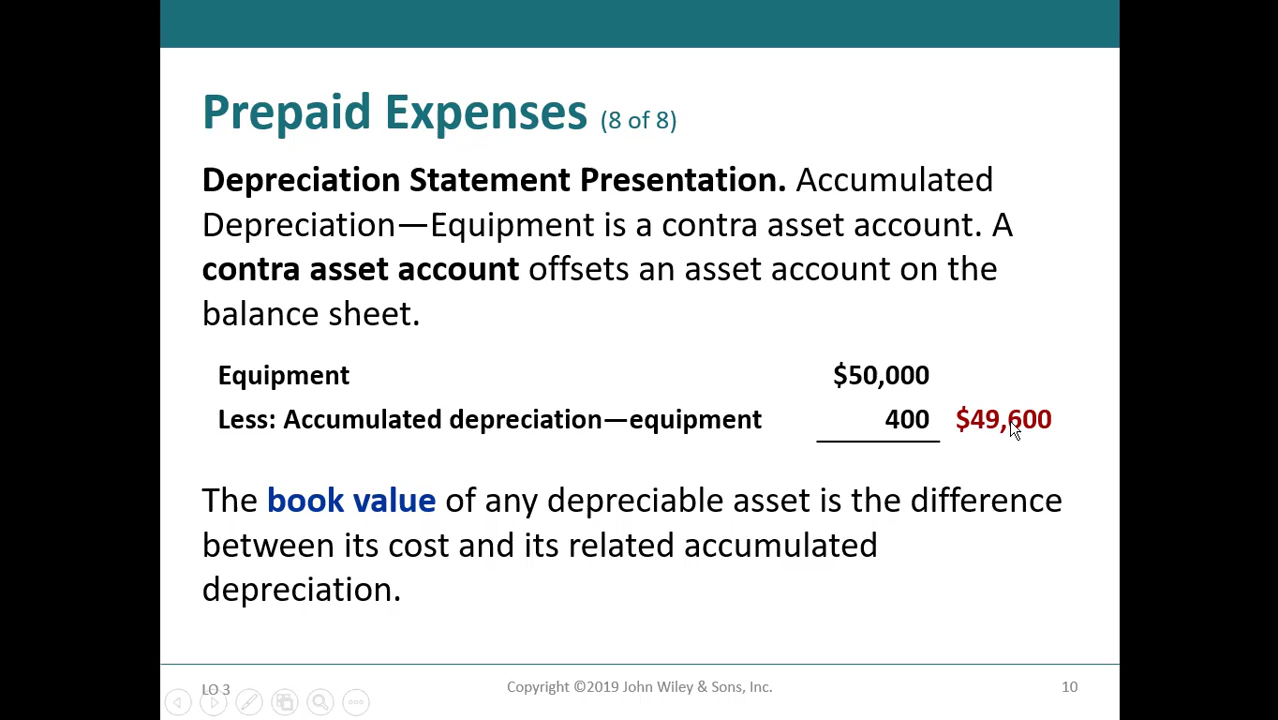 Prepaid Expenses (8 of 8)
Depreciation Statement Presentation. Accumulated
Depreciation—Equipment is a contra asset account. A
contra asset account offsets an asset account on the
balance sheet.
Equipment $50,000
Less: Accumulated depreciation—equipment 400 $49,600
The book value of any depreciable asset is the difference
between its cost and its related accumulated
depreciation.
LO 3 Copyright ©2019 John Wiley & Sons, Inc. 10